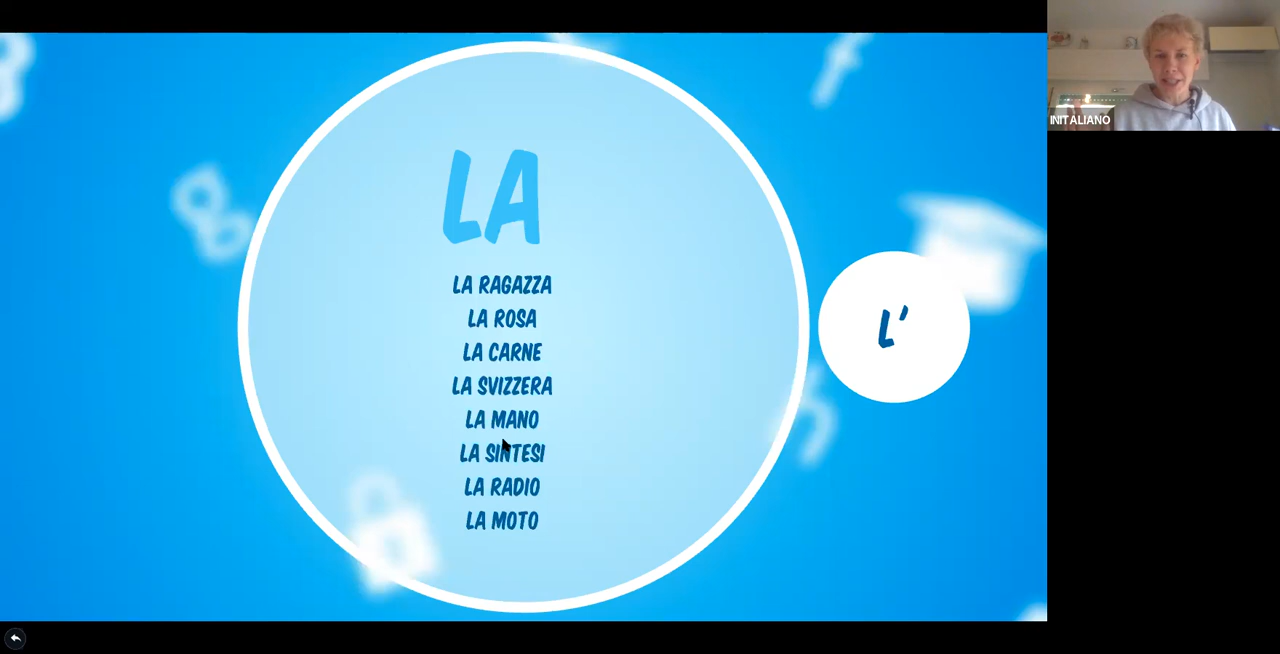 LA
LA RAGAZZA
LA ROSA
LA CARNE
LA SVIZZERA
LA MANO
LA SINTESI
LA RADIO
LA MOTO
L'
INITALIANO